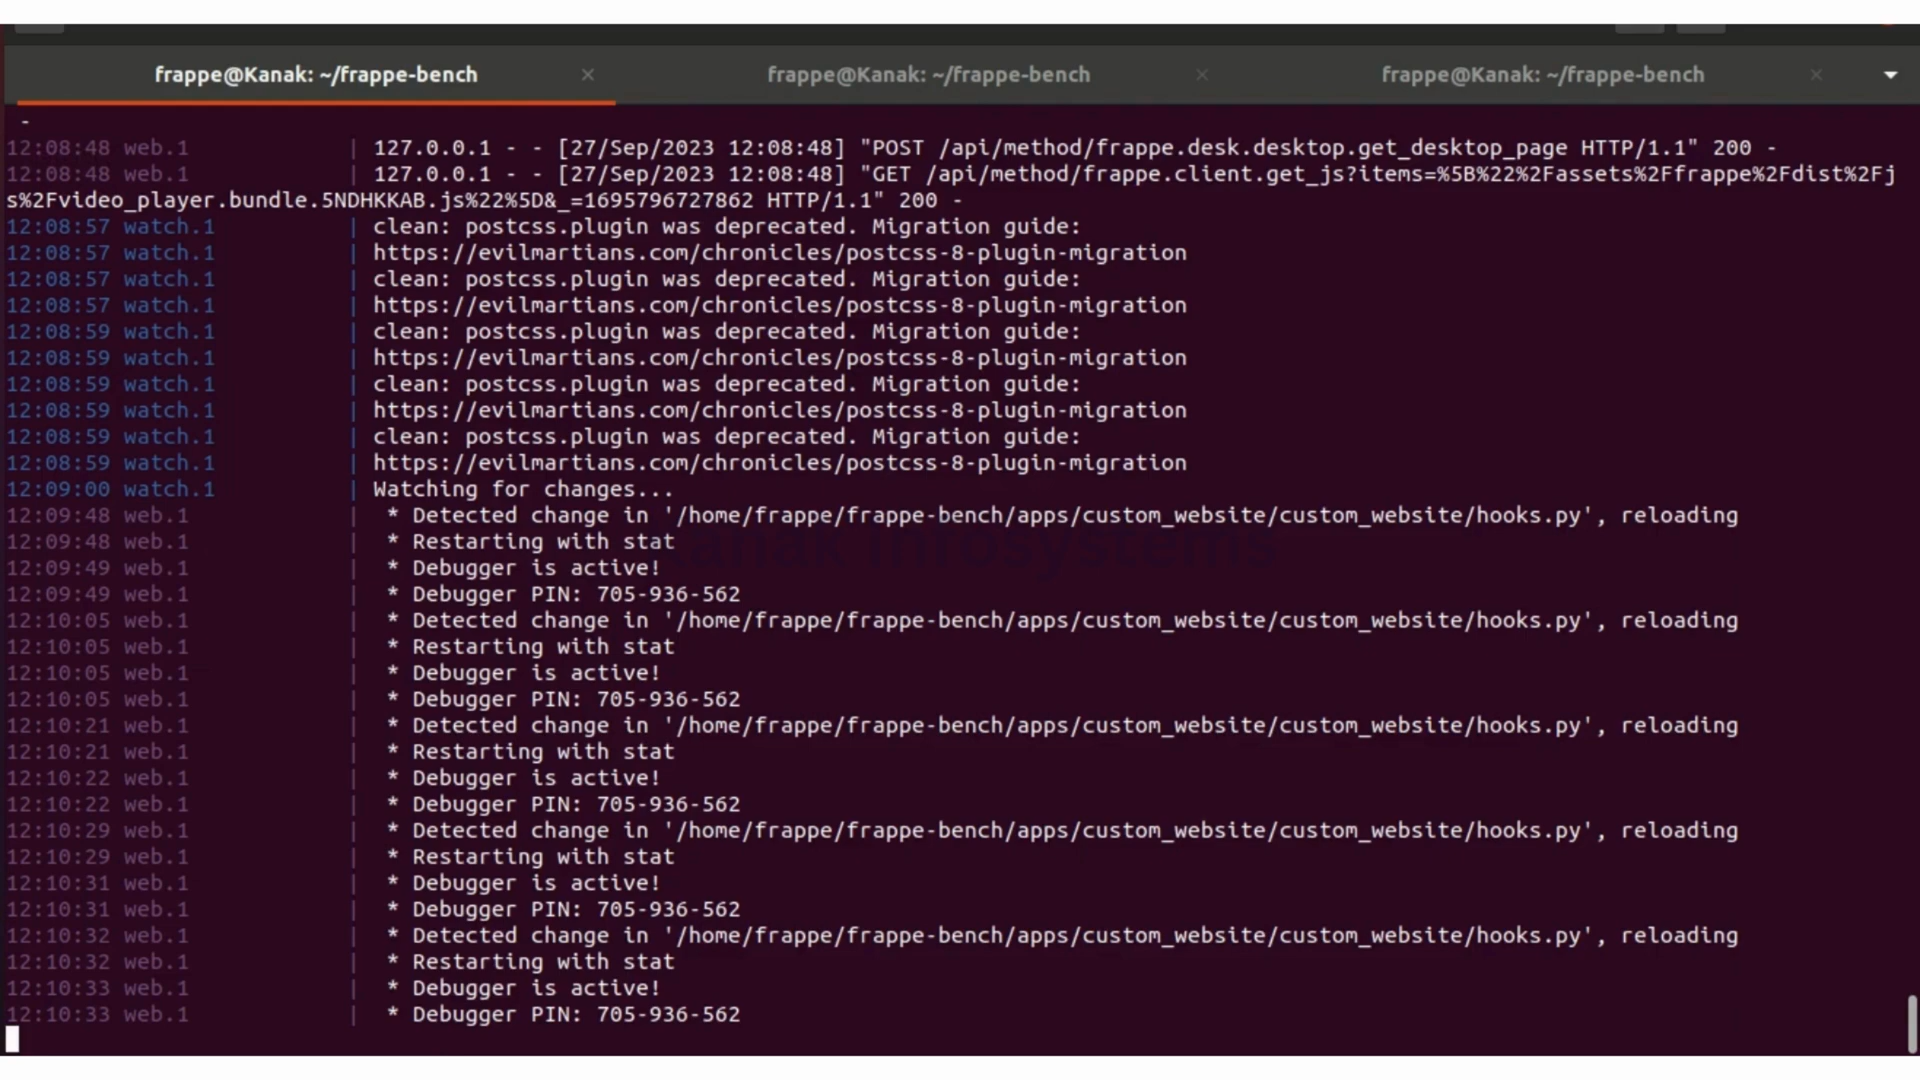 frappe@Kanak: ~/frappe-bench × frappe@Kanak: ~/frappe-bench × frappe@Kanak: ~/frappe-bench ×
-
12:08:48 web.1 | 127.0.0.1 - - [27/Sep/2023 12:08:48] "POST /api/method/frappe.desk.desktop.get_desktop_page HTTP/1.1" 200 -
12:08:48 web.1 | 127.0.0.1 - - [27/Sep/2023 12:08:48] "GET /api/method/frappe.client.get_js?items=%5B%22%2Fassets%2Ffrappe%2Fdist%2Fj
s%2Fvideo_player.bundle.5NDHKKAB.js%22%5D&_=1695796727862 HTTP/1.1" 200 -
12:08:57 watch.1 | clean: postcss.plugin was deprecated. Migration guide:
12:08:57 watch.1 | https://evilmartians.com/chronicles/postcss-8-plugin-migration
12:08:57 watch.1 | clean: postcss.plugin was deprecated. Migration guide:
12:08:57 watch.1 | https://evilmartians.com/chronicles/postcss-8-plugin-migration
12:08:59 watch.1 | clean: postcss.plugin was deprecated. Migration guide:
12:08:59 watch.1 | https://evilmartians.com/chronicles/postcss-8-plugin-migration
12:08:59 watch.1 | clean: postcss.plugin was deprecated. Migration guide:
12:08:59 watch.1 | https://evilmartians.com/chronicles/postcss-8-plugin-migration
12:08:59 watch.1 | clean: postcss.plugin was deprecated. Migration guide:
12:08:59 watch.1 | https://evilmartians.com/chronicles/postcss-8-plugin-migration
12:09:00 watch.1 | Watching for changes...
12:09:48 web.1 | * Detected change in '/home/frappe/frappe-bench/apps/custom_website/custom_website/hooks.py', reloading
12:09:48 web.1 | * Restarting with stat
Kanak Infosystems
12:09:49 web.1 | * Debugger is active!
12:09:49 web.1 | * Debugger PIN: 705-936-562
12:10:05 web.1 | * Detected change in '/home/frappe/frappe-bench/apps/custom_website/custom_website/hooks.py', reloading
12:10:05 web.1 | * Restarting with stat
12:10:05 web.1 | * Debugger is active!
12:10:05 web.1 | * Debugger PIN: 705-936-562
12:10:21 web.1 | * Detected change in '/home/frappe/frappe-bench/apps/custom_website/custom_website/hooks.py', reloading
12:10:21 web.1 | * Restarting with stat
12:10:22 web.1 | * Debugger is active!
12:10:22 web.1 | * Debugger PIN: 705-936-562
12:10:29 web.1 | * Detected change in '/home/frappe/frappe-bench/apps/custom_website/custom_website/hooks.py', reloading
12:10:29 web.1 | * Restarting with stat
12:10:31 web.1 | * Debugger is active!
12:10:31 web.1 | * Debugger PIN: 705-936-562
12:10:32 web.1 | * Detected change in '/home/frappe/frappe-bench/apps/custom_website/custom_website/hooks.py', reloading
12:10:32 web.1 | * Restarting with stat
12:10:33 web.1 | * Debugger is active!
12:10:33 web.1 | * Debugger PIN: 705-936-562